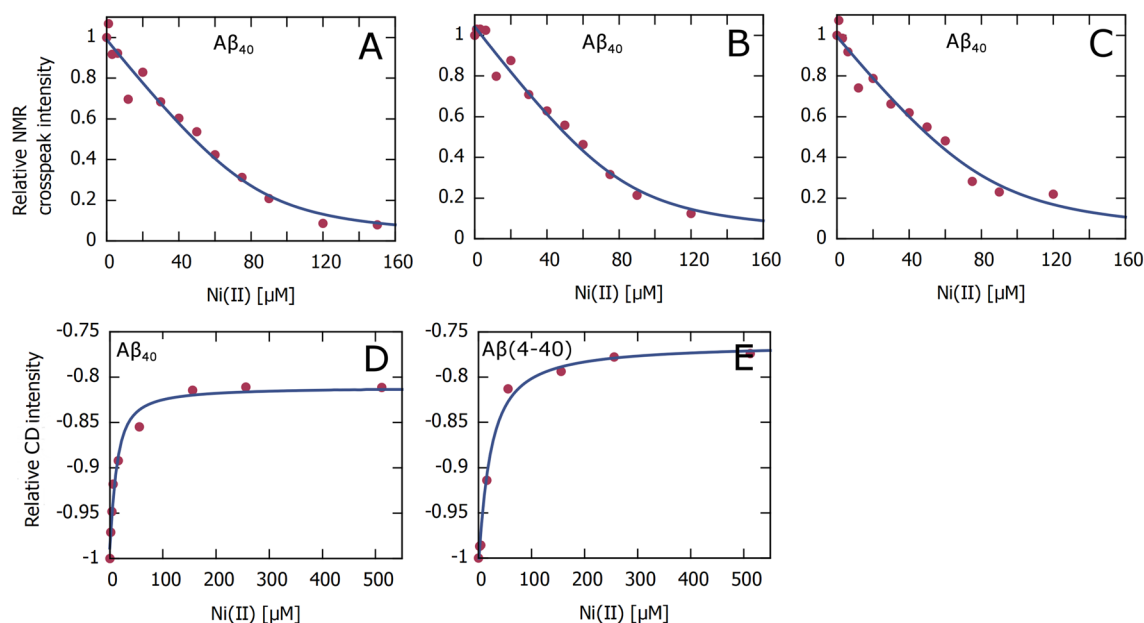 Aβ₄₀ A
Relative NMR
crosspeak intensity
1
0.8
0.6
0.4
0.2
0
0 40 80 120 160
Ni(II) [µM]
Aβ₄₀ B
1
0.8
0.6
0.4
0.2
0
0 40 80 120 160
Ni(II) [µM]
Aβ₄₀ C
1
0.8
0.6
0.4
0.2
0
0 40 80 120 160
Ni(II) [µM]
Aβ₄₀ D
Relative CD intensity
-0.75
-0.8
-0.85
-0.9
-0.95
-1
0 100 200 300 400 500
Ni(II) [µM]
Aβ(4-40) E
-0.75
-0.8
-0.85
-0.9
-0.95
-1
0 100 200 300 400 500
Ni(II) [µM]